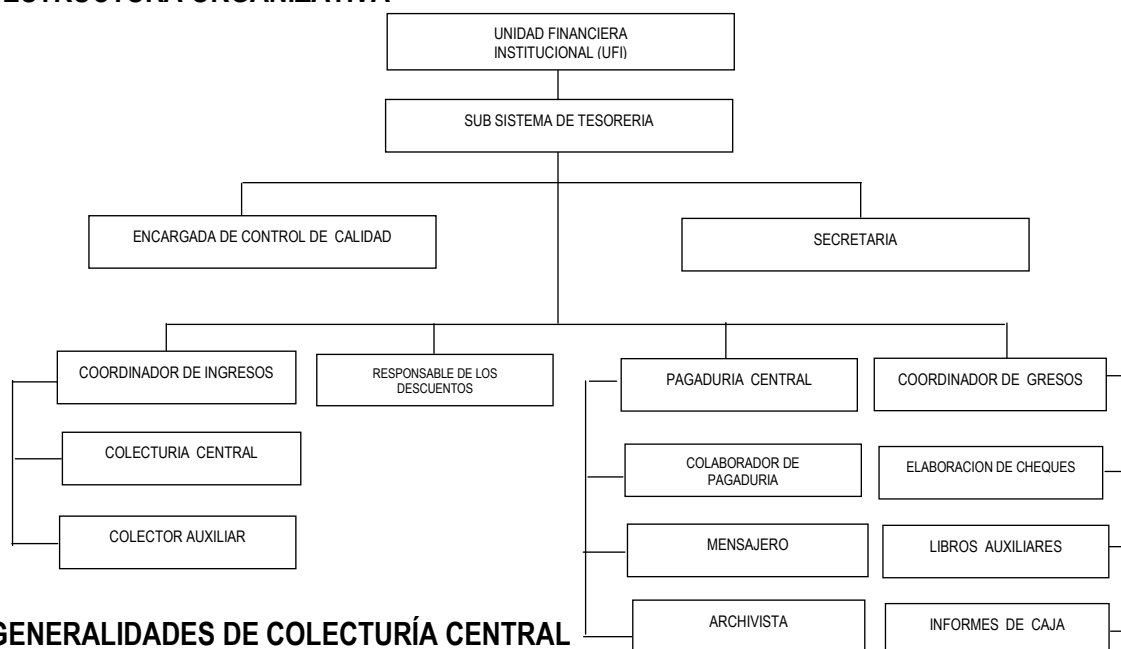 ESTRUCTURA ORGANIZATIVA
UNIDAD FINANCIERA
INSTITUCIONAL (UFI)
SUB SISTEMA DE TESORERIA
ENCARGADA DE CONTROL DE CALIDAD
SECRETARIA
COORDINADOR DE INGRESOS
RESPONSABLE DE LOS
DESCUENTOS
PAGADURIA CENTRAL
COORDINADOR DE GRESOS
COLECTURIA CENTRAL
COLABORADOR DE
PAGADURIA
ELABORACION DE CHEQUES
COLECTOR AUXILIAR
MENSAJERO
LIBROS AUXILIARES
ARCHIVISTA
INFORMES DE CAJA
GENERALIDADES DE COLECTURÍA CENTRAL